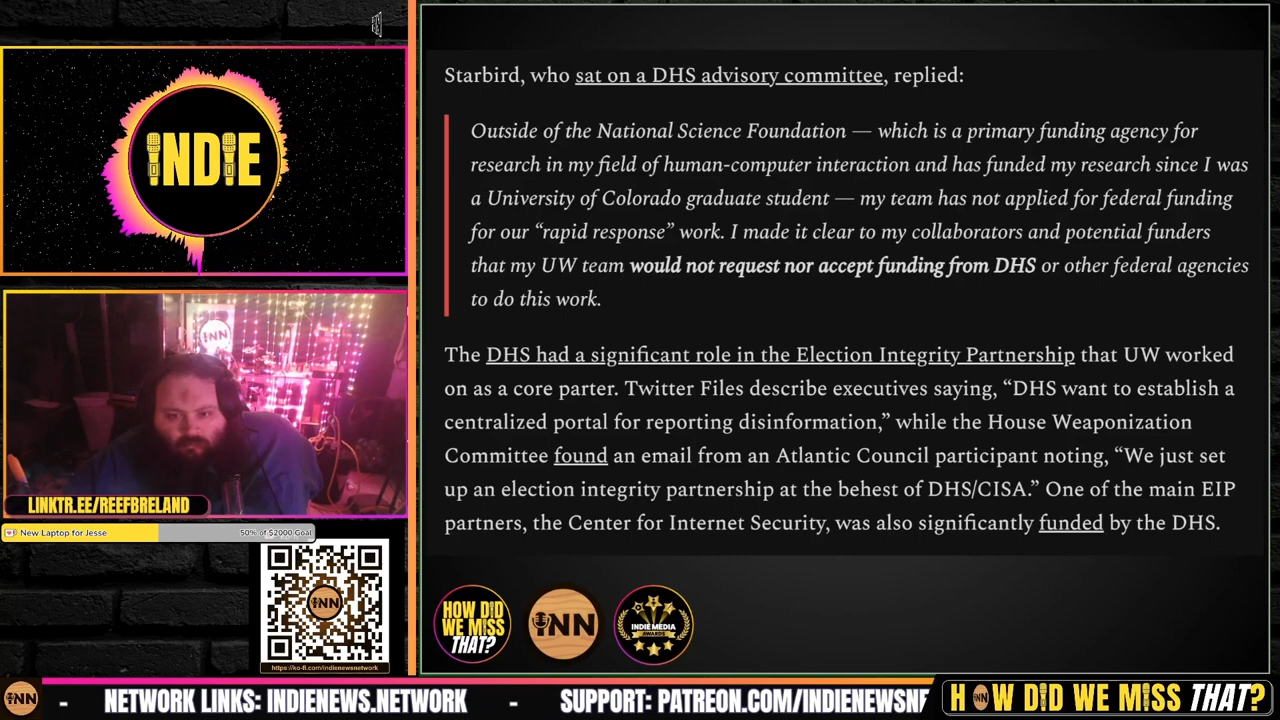 INDIE
INN
LINKTR.EE/REEFBRELAND
New Laptop for Jesse
50% of $2000 Goal
INN
https://ko-fi.com/indienewsnetwork
Starbird, who sat on a DHS advisory committee, replied:
Outside of the National Science Foundation — which is a primary funding agency for
research in my field of human-computer interaction and has funded my research since I was
a University of Colorado graduate student — my team has not applied for federal funding
for our “rapid response” work. I made it clear to my collaborators and potential funders
that my UW team would not request nor accept funding from DHS or other federal agencies
to do this work.
The DHS had a significant role in the Election Integrity Partnership that UW worked
on as a core parter. Twitter Files describe executives saying, “DHS want to establish a
centralized portal for reporting disinformation,” while the House Weaponization
Committee found an email from an Atlantic Council participant noting, “We just set
up an election integrity partnership at the behest of DHS/CISA.” One of the main EIP
partners, the Center for Internet Security, was also significantly funded by the DHS.
HOW DID
WE MISS
THAT?
INN
INDIE MEDIA
AWARDS
INN
- NETWORK LINKS: INDIENEWS.NETWORK - SUPPORT: PATREON.COM/INDIENEWSNE
HOW DID WE MISS THAT?